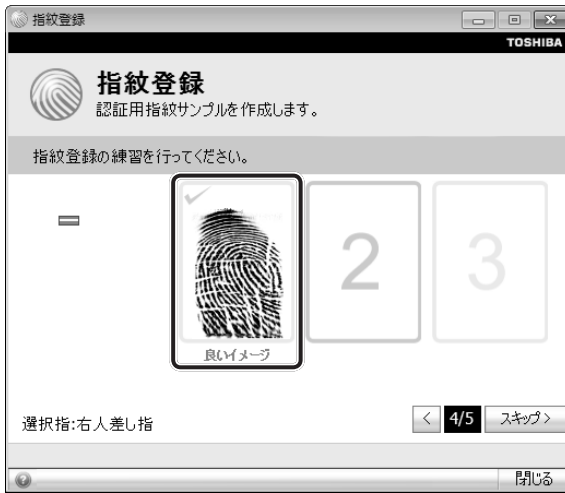 指紋登録
TOSHIBA
指紋登録
認証用指紋サンプルを作成します。
指紋登録の練習を行ってください。
2
3
良いイメージ
選択指:右人差し指
< 4/5 スキップ >
? 閉じる